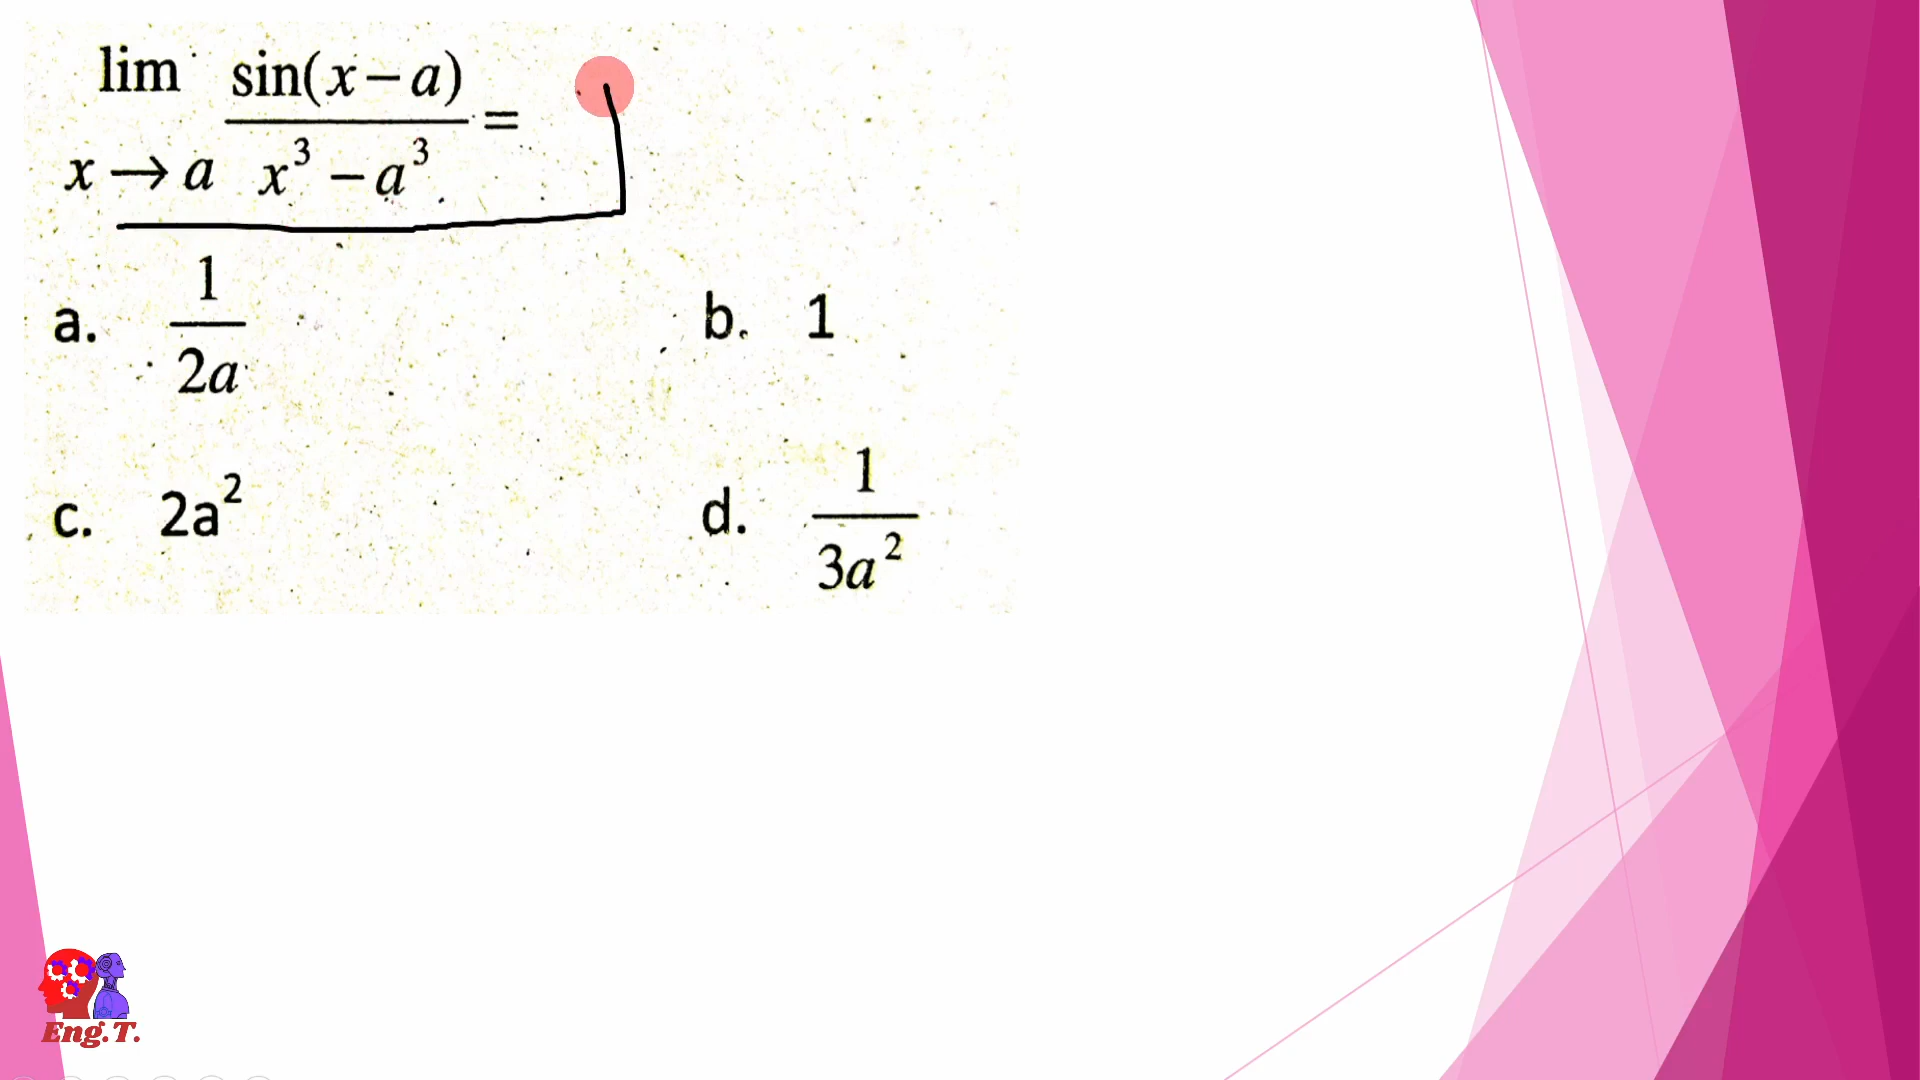 lim sin(x−a)/(x³−a³) =
x→a
a. 1/(2a)
b. 1
c. 2a²
d. 1/(3a²)
Eng.T.